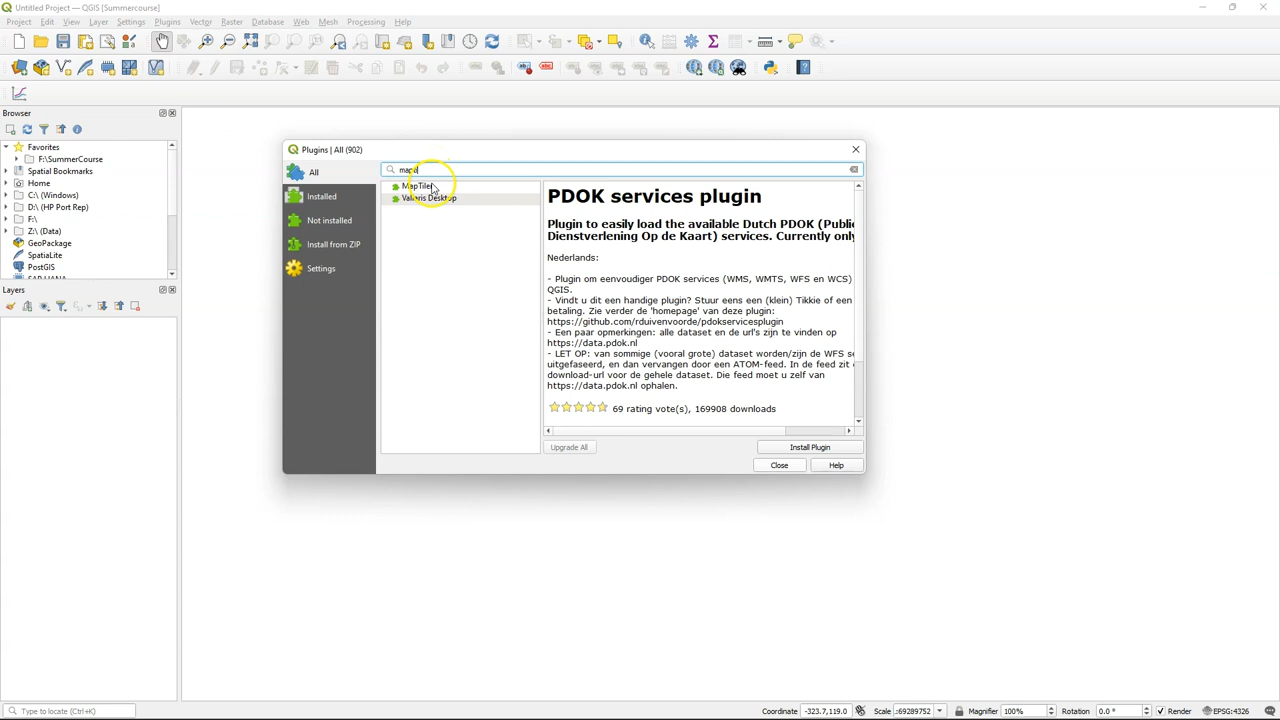 Untitled Project — QGIS [Summercourse]
Project Edit View Layer Settings Plugins Vector Raster Database Web Mesh Processing Help
Browser
Favorites
F:\SummerCourse
Spatial Bookmarks
Home
C:\ (Windows)
D:\ (HP Port Rep)
F:\
Z:\ (Data)
GeoPackage
SpatiaLite
PostGIS
SAP HANA
Layers
Plugins | All (902)
All
Installed
Not installed
Install from ZIP
Settings
MapTiler
Desktop
PDOK services plugin
Plugin to easily load the available Dutch PDOK (Public
Dienstverlening Op de Kaart) services. Currently only
Nederlands:
- Plugin om eenvoudiger PDOK services (WMS, WMTS, WFS en WCS)
QGIS.
- Vindt u dit een handige plugin? Stuur eens een (klein) Tikkie of een
betaling. Zie verder de 'homepage' van deze plugin:
https://github.com/rduivenvoorde/pdokservicesplugin
- Een paar opmerkingen: alle dataset en de url's zijn te vinden op
https://data.pdok.nl
- LET OP: van sommige (vooral grote) dataset worden/zijn de WFS se
uitgefaseerd, en dan vervangen door een ATOM-feed. In de feed zit d
download-url voor de gehele dataset. Die feed moet u zelf van
https://data.pdok.nl ophalen.
69 rating vote(s), 169908 downloads
Upgrade All
Install Plugin
Close
Help
Type to locate (Ctrl+K)
Coordinate -323.7,119.0 Scale :69289752 Magnifier 100% Rotation 0.0 ° Render EPSG:4326